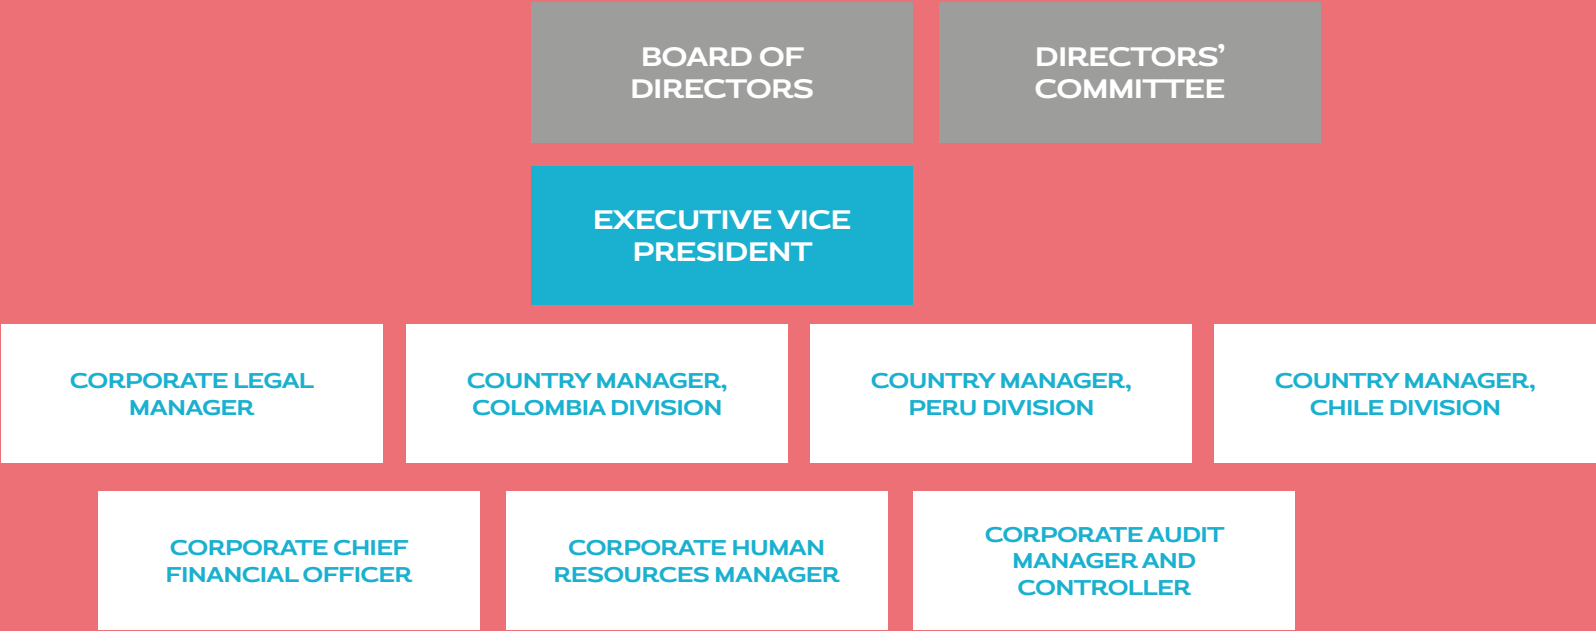 BOARD OF
DIRECTORS
DIRECTORS’
COMMITTEE
EXECUTIVE VICE
PRESIDENT
CORPORATE LEGAL
MANAGER
COUNTRY MANAGER,
COLOMBIA DIVISION
COUNTRY MANAGER,
PERU DIVISION
COUNTRY MANAGER,
CHILE DIVISION
CORPORATE CHIEF
FINANCIAL OFFICER
CORPORATE HUMAN
RESOURCES MANAGER
CORPORATE AUDIT
MANAGER AND
CONTROLLER